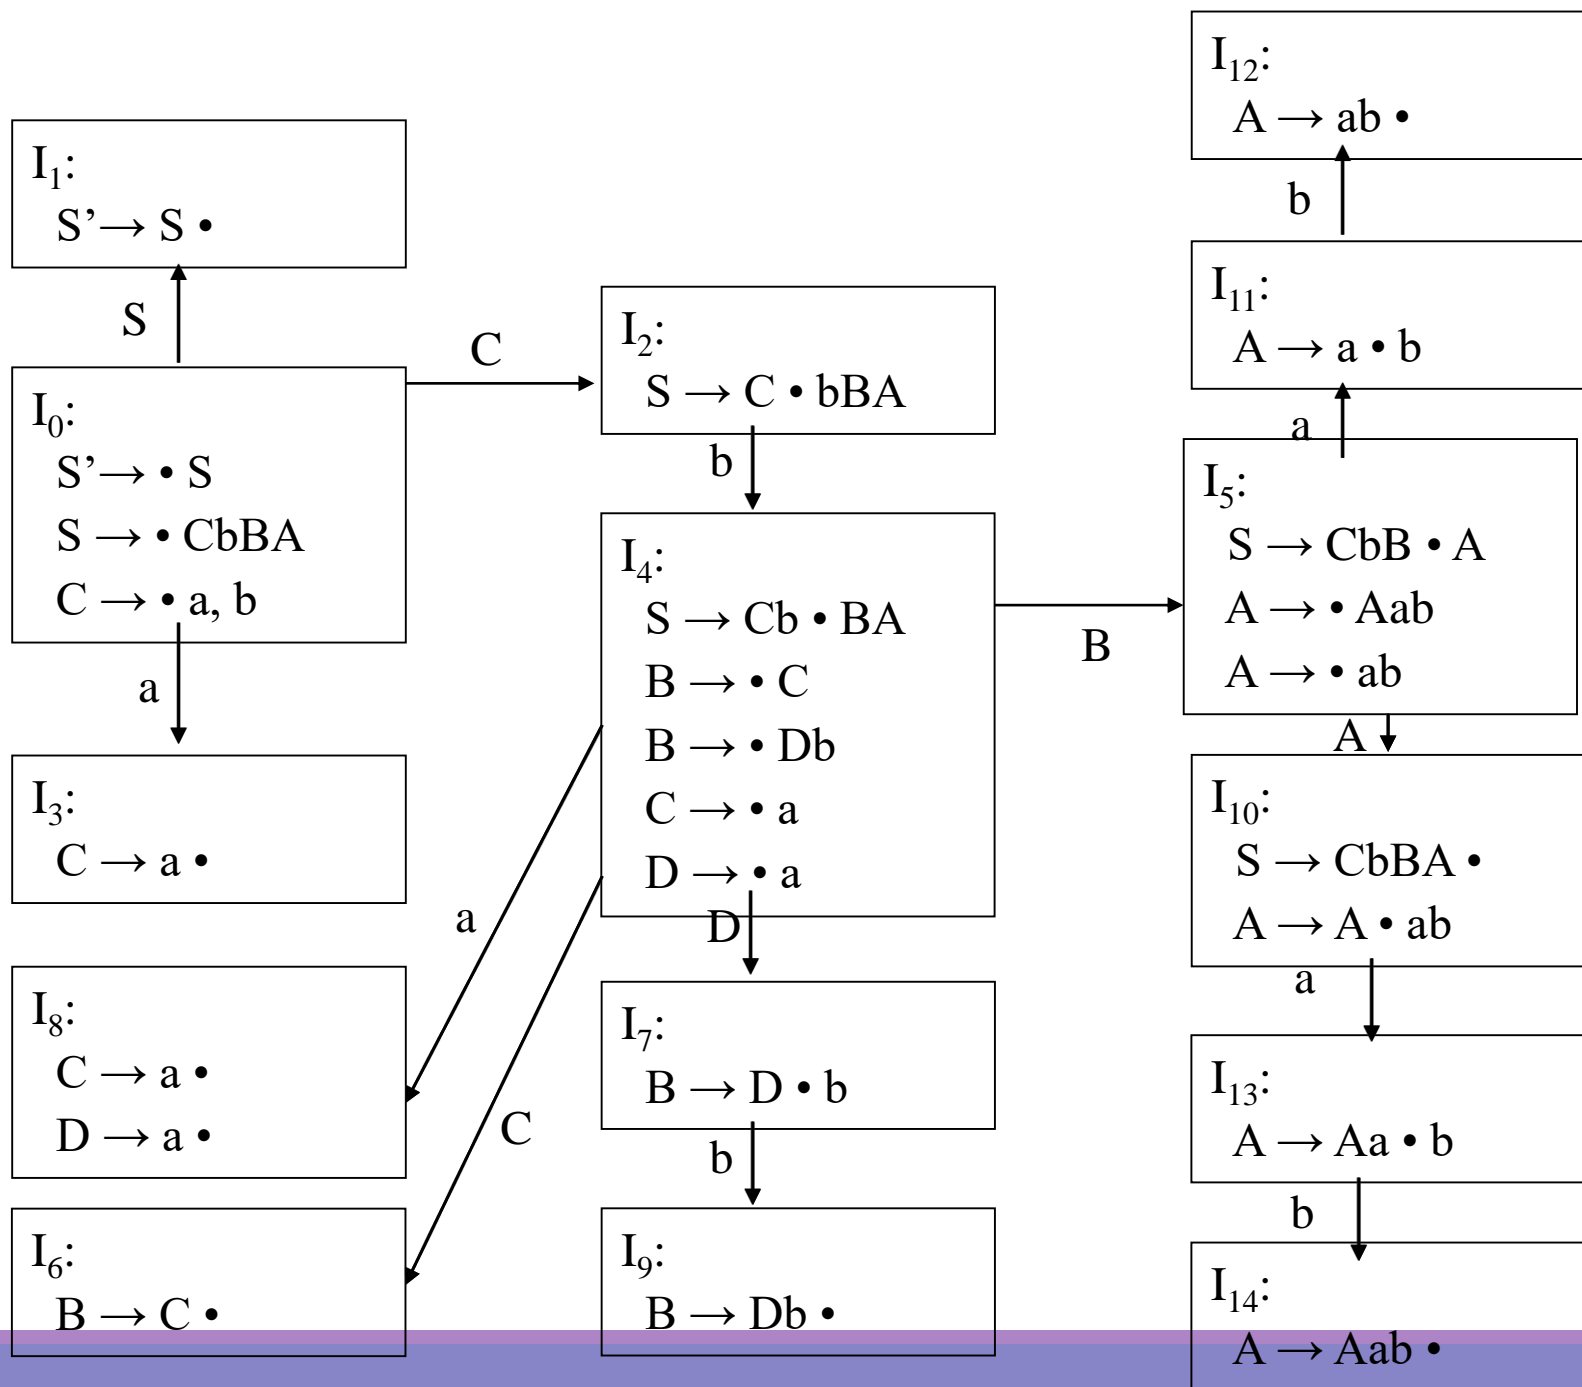 I₁:
S’→ S •
S
I₀:
S’→ • S
S → • CbBA
C → • a, b
a
I₃:
C → a •
I₈:
C → a •
D → a •
I₆:
B → C •
C
I₂:
S → C • bBA
b
I₄:
S → Cb • BA
B → • C
B → • Db
C → • a
D → • a
a
C
D
I₇:
B → D • b
b
I₉:
B → Db •
B
I₁₂:
A → ab •
b
I₁₁:
A → a • b
a
I₅:
S → CbB • A
A → • Aab
A → • ab
A
I₁₀:
S → CbBA •
A → A • ab
a
I₁₃:
A → Aa • b
b
I₁₄:
A → Aab •